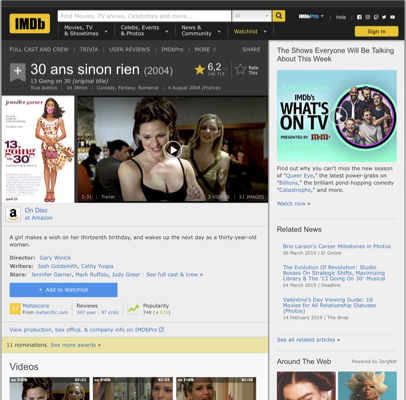 IMDb
Find Movies, TV shows, Celebrities and more...
All
IMDbPro
Help
Movies, TV & Showtimes
Celebs, Events & Photos
News & Community
Watchlist
Sign in
FULL CAST AND CREW | TRIVIA | USER REVIEWS | IMDbPro | MORE
SHARE
30 ans sinon rien (2004)
13 Going on 30 (original title)
Tous publics | 1h 38min | Comedy, Fantasy, Romance | 4 August 2004 (France)
6,2
Rate This
jennifer garner
13 going on 30
2:31 | Trailer
3 VIDEOS | 21 IMAGES
On Disc
at Amazon
A girl makes a wish on her thirteenth birthday, and wakes up the next day as a thirty-year-old woman.
Director: Gary Winick
Writers: Josh Goldsmith, Cathy Yuspa
Stars: Jennifer Garner, Mark Ruffalo, Judy Greer | See full cast & crew »
+ Add to Watchlist
Metascore
From metacritic.com
Reviews
347 user | 97 critic
Popularity
View production, box office, & company info on IMDbPro
11 nominations. See more awards »
Videos
The Shows Everyone Will Be Talking
About This Week
IMDb's
WHAT'S
ON TV
PRESENTED BY
Find out why you can't miss the new season
of "Queer Eye," the latest power-grabs on
"Billions," the brilliant pond-hopping comedy
"Catastrophe," and more.
Watch now »
Related News
Brie Larson's Career Milestones in Photos
06 March 2019 | E! Online
The Evolution of Revolution: Studio
Bosses On Strategic Shifts, Maximizing
Library & The '13 Going On 30' Musical
04 March 2019 | Deadline
Valentine's Day Viewing Guide: 10
Movies for All Relationship Statuses
(Photos)
14 February 2019 | The Wrap
See all related articles »
Around The Web
Powered by ZergNet